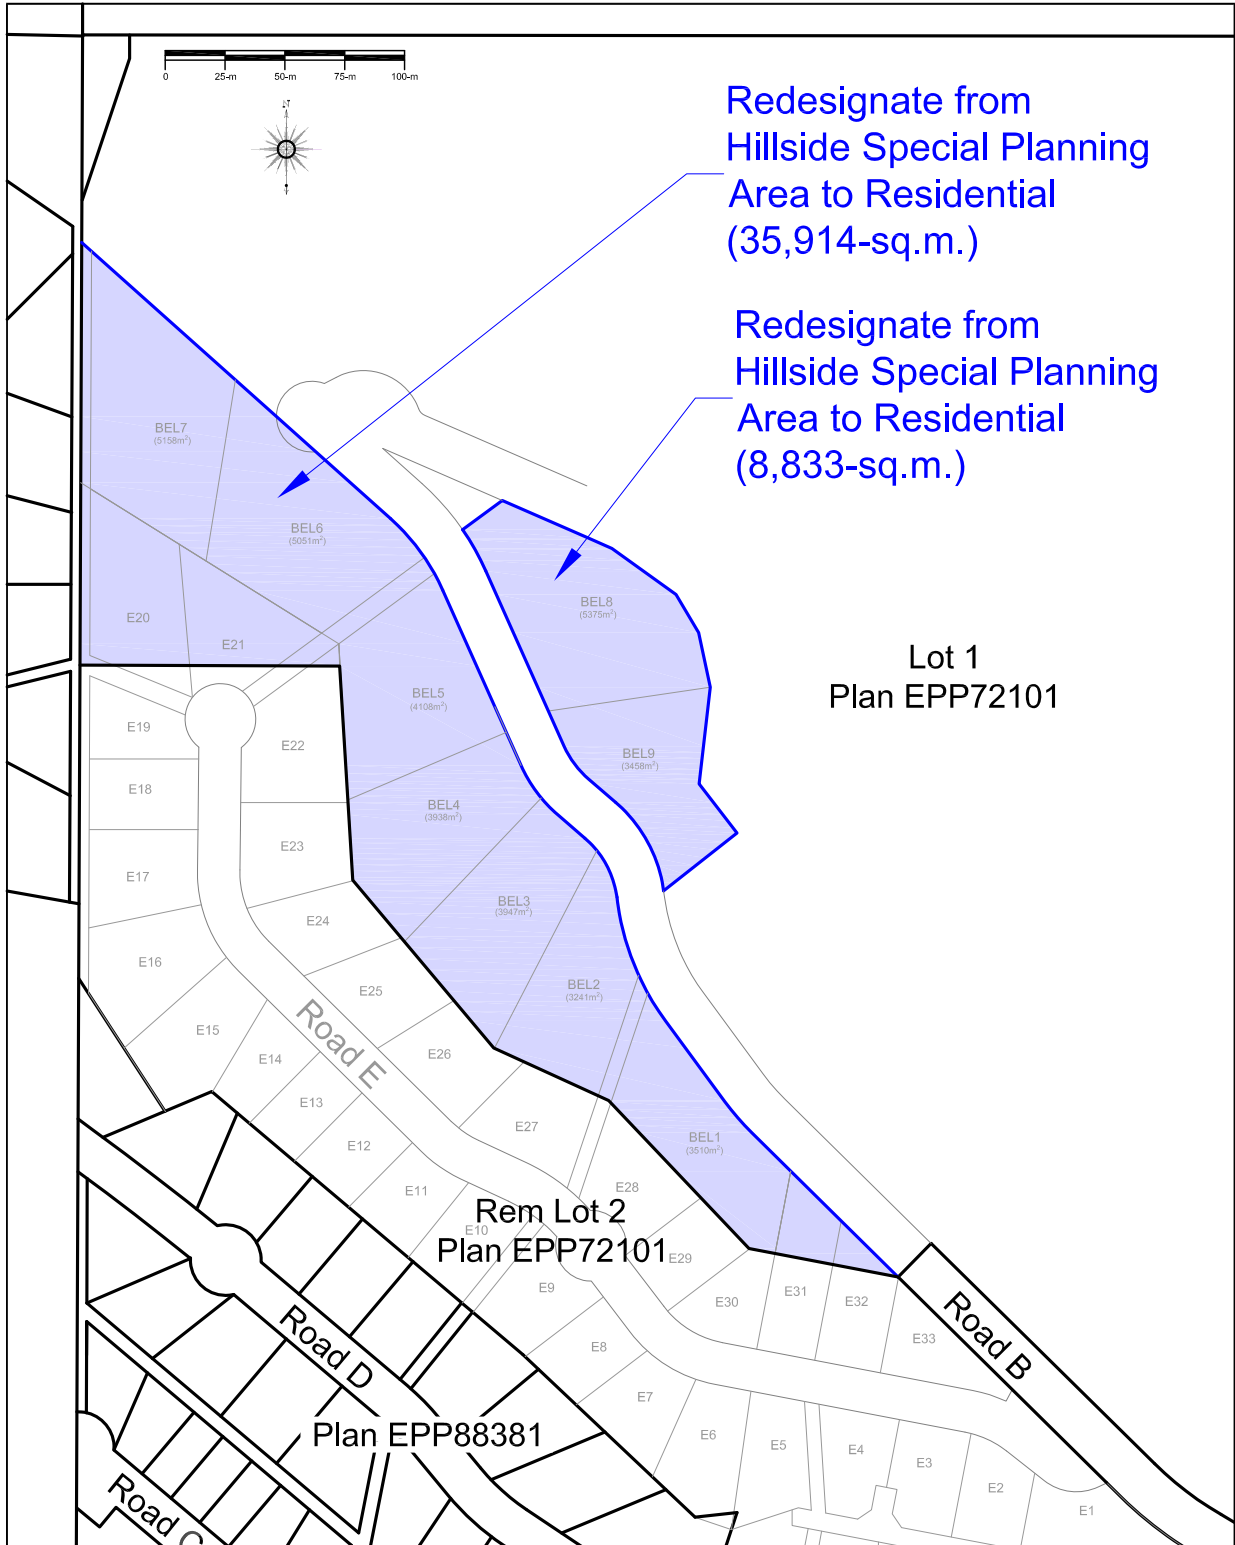 0 25-m 50-m 75-m 100-m
N
S
Redesignate from
Hillside Special Planning
Area to Residential
(35,914-sq.m.)
Redesignate from
Hillside Special Planning
Area to Residential
(8,833-sq.m.)
BEL7
(5158m²)
BEL6
(5051m²)
BEL8
(5375m²)
E20
E21
Lot 1
Plan EPP72101
BEL5
(4108m²)
E19
E22
BEL9
(3458m²)
E18
BEL4
(3938m²)
E23
E17
BEL3
(3947m²)
E24
E16
E25
BEL2
(3241m²)
E15
Road E
E14
E26
E13
E27
E12
BEL1
(3510m²)
E11
E28
Rem Lot 2
Plan EPP72101
E10
E29
E9
E30
E31
E32
E33
Road B
Road D
E8
E7
Plan EPP88381
E6
E5
E4
E3
E2
E1
Road C